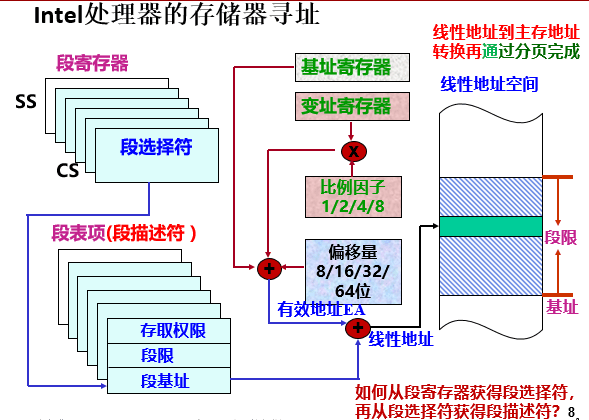 Intel处理器的存储器寻址
线性地址到主存地址
转换再通过分页完成
段寄存器
基址寄存器
线性地址空间
SS
变址寄存器
段选择符
X
CS
比例因子
1/2/4/8
段表项(段描述符)
偏移量
8/16/32/
64位
段限
+
有效地址EA
基址
存取权限
+
线性地址
段限
段基址
如何从段寄存器获得段选择符，
再从段选择符获得段描述符？8。